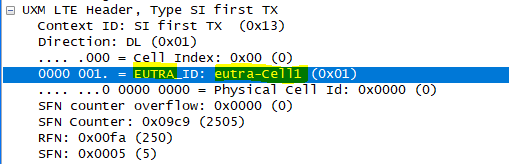 UXM LTE Header, Type SI first TX
Context ID: SI first TX (0x13)
Direction: DL (0x01)
.... .000 = Cell Index: 0x00 (0)
0000 001. = EUTRA_ID: eutra-Cell1 (0x01)
.... ...0 0000 0000 = Physical Cell Id: 0x0000 (0)
SFN counter overflow: 0x0000 (0)
SFN Counter: 0x09c9 (2505)
RFN: 0x00fa (250)
SFN: 0x0005 (5)